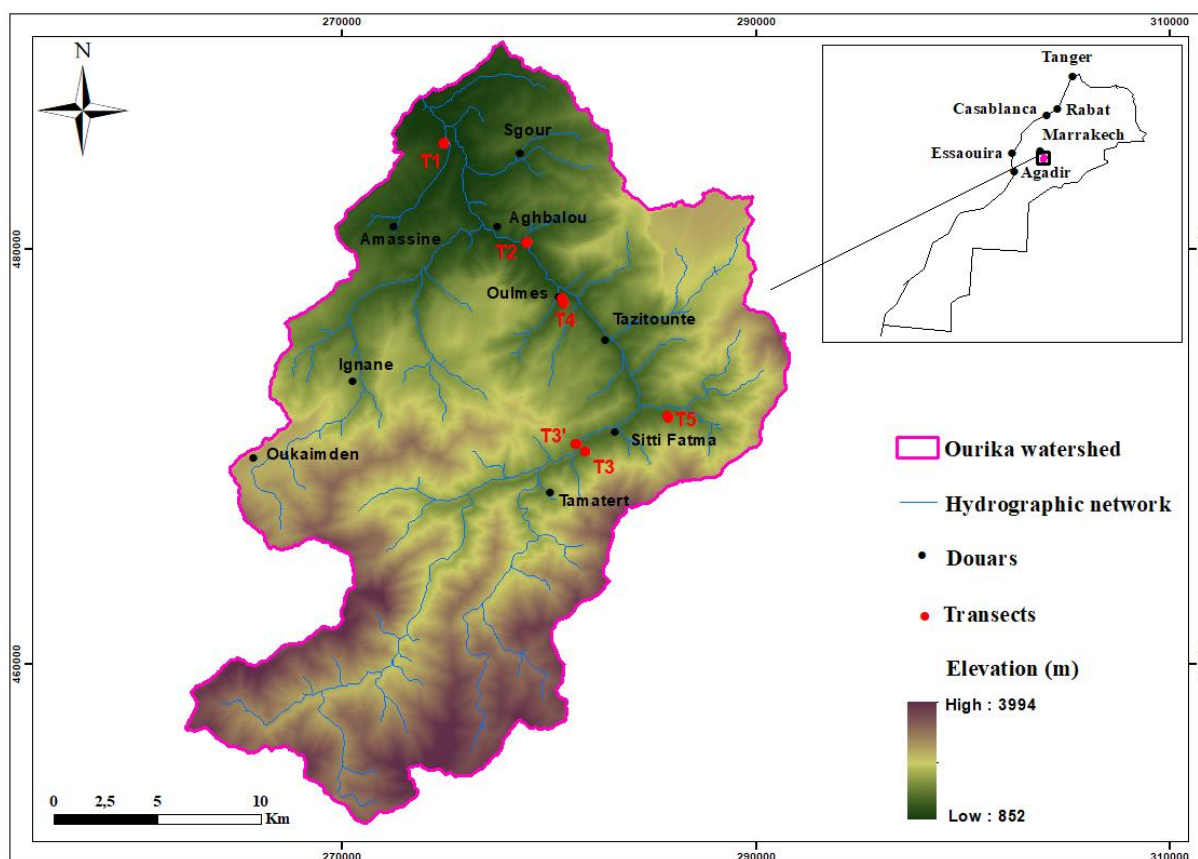 270000
290000
310000
N
Tanger
Casablanca
Rabat
Marrakech
Essaouira
Agadir
Sgour
T1
Aghbalou
Amassine
T2
480000
480000
Oulmes
T4
Tazitounte
Ignane
T5
T3'
Sitti Fatma
Oukaimden
T3
Tamatert
Ourika watershed
Hydrographic network
Douars
Transects
460000
Elevation (m)
High : 3994
Low : 852
0 2,5 5 10
Km
270000
290000
310000